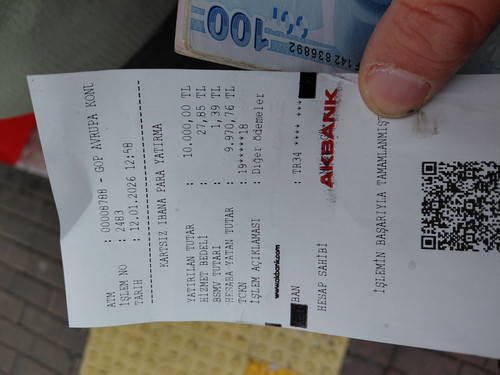 100
F142 836892
AKBANK
ATM : 00008788 - GOP AVRUPA KONU
İŞLEM NO : 2483
TARİH : 12.01.2026 12:58
KARTSIZ IBANA PARA YATIRMA
YATIRILAN TUTAR : 10.000,00 TL
HİZMET BEDELİ : 27,85 TL
BSMV TUTARI : 1,39 TL
HESABA YATAN TUTAR : 9.970,76 TL
TCKN : 19*****18
İŞLEM AÇIKLAMASI : Diğer Ödemeler
www.akbank.com
IBAN : TR34 **** **** ***
HESAP SAHİBİ
İŞLEMİN BAŞARIYLA TAMAMLANMIŞT